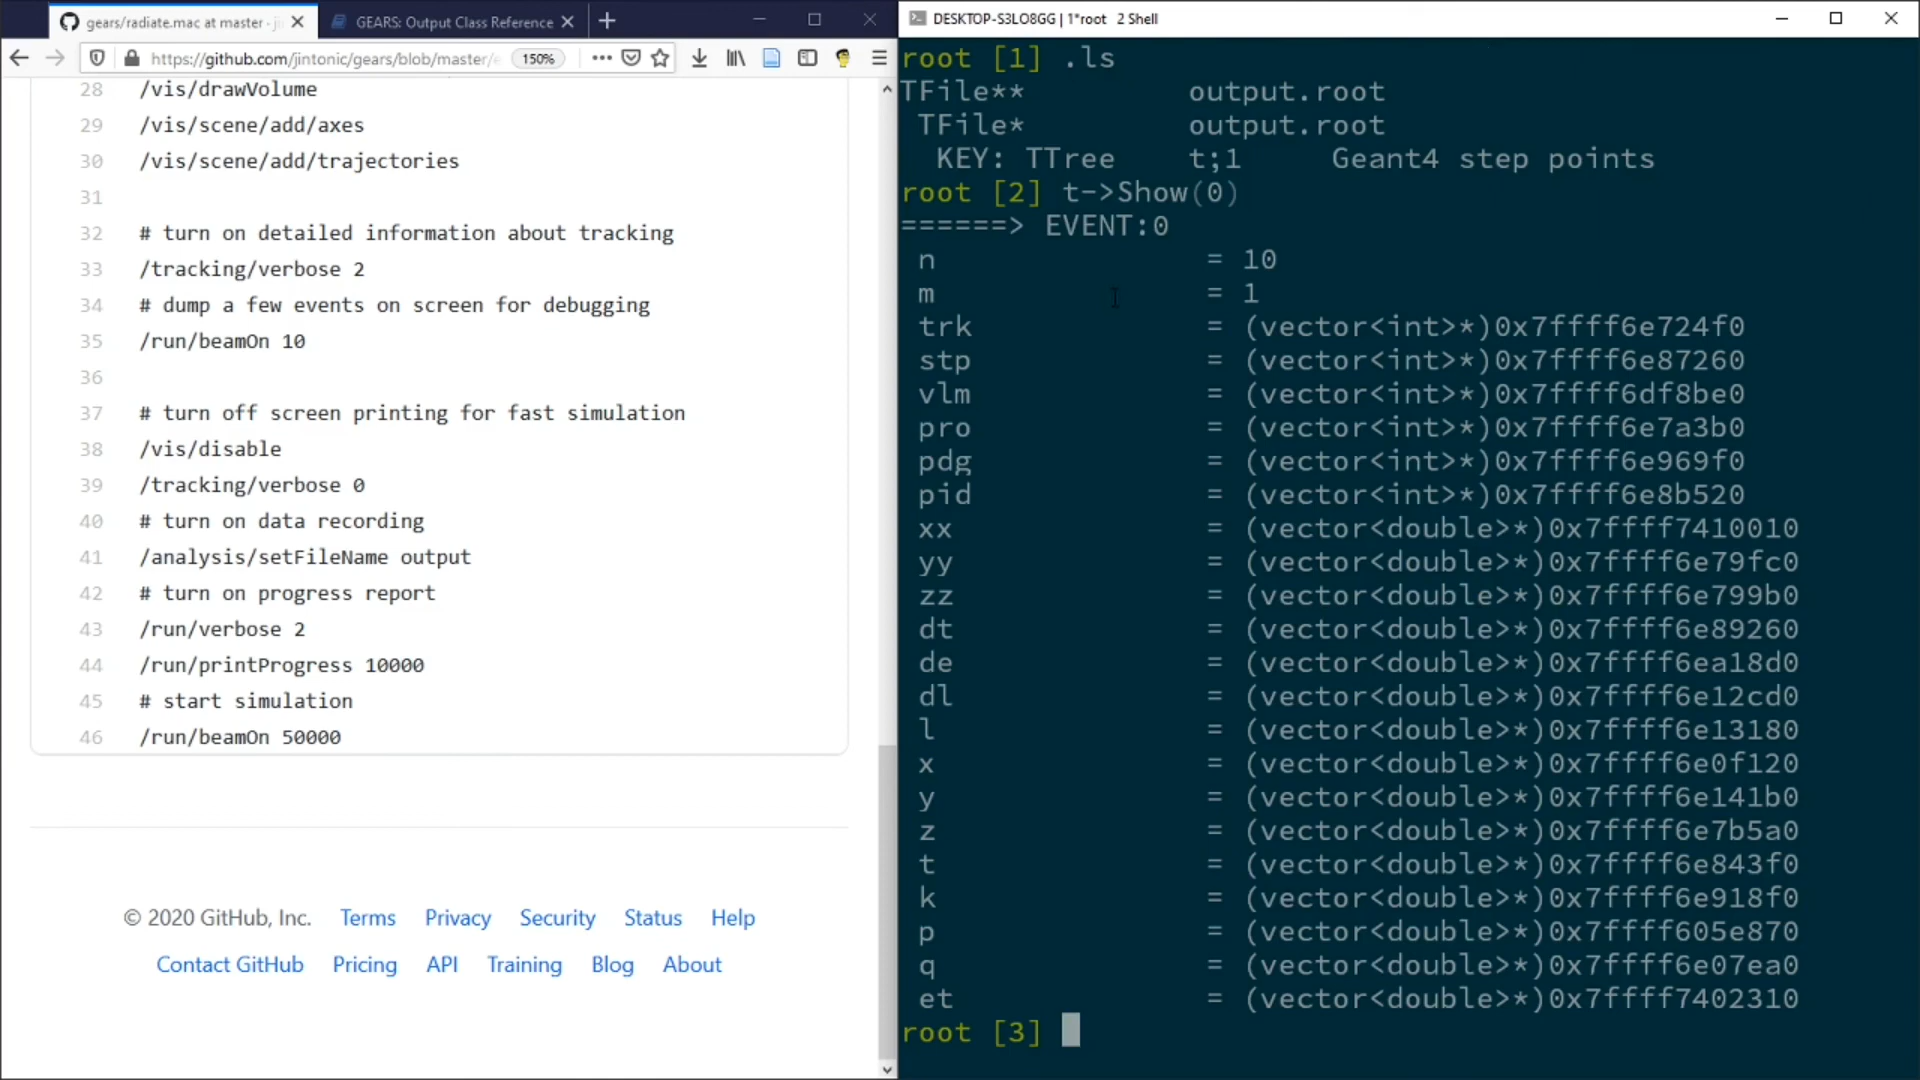 gears/radiate.mac at master · ji
GEARS: Output Class Reference
https://github.com/jintonic/gears/blob/master/e
150%
28 /vis/drawVolume
29 /vis/scene/add/axes
30 /vis/scene/add/trajectories
31
32 # turn on detailed information about tracking
33 /tracking/verbose 2
34 # dump a few events on screen for debugging
35 /run/beamOn 10
36
37 # turn off screen printing for fast simulation
38 /vis/disable
39 /tracking/verbose 0
40 # turn on data recording
41 /analysis/setFileName output
42 # turn on progress report
43 /run/verbose 2
44 /run/printProgress 10000
45 # start simulation
46 /run/beamOn 50000
© 2020 GitHub, Inc. Terms Privacy Security Status Help
Contact GitHub Pricing API Training Blog About
DESKTOP-S3LO8GG | 1*root 2 Shell
root [1] .ls
TFile** output.root
TFile* output.root
KEY: TTree t;1 Geant4 step points
root [2] t->Show(0)
======> EVENT:0
n = 10
m = 1
trk = (vector<int>*)0x7ffff6e724f0
stp = (vector<int>*)0x7ffff6e87260
vlm = (vector<int>*)0x7ffff6df8be0
pro = (vector<int>*)0x7ffff6e7a3b0
pdg = (vector<int>*)0x7ffff6e969f0
pid = (vector<int>*)0x7ffff6e8b520
xx = (vector<double>*)0x7ffff7410010
yy = (vector<double>*)0x7ffff6e79fc0
zz = (vector<double>*)0x7ffff6e799b0
dt = (vector<double>*)0x7ffff6e89260
de = (vector<double>*)0x7ffff6ea18d0
dl = (vector<double>*)0x7ffff6e12cd0
l = (vector<double>*)0x7ffff6e13180
x = (vector<double>*)0x7ffff6e0f120
y = (vector<double>*)0x7ffff6e141b0
z = (vector<double>*)0x7ffff6e7b5a0
t = (vector<double>*)0x7ffff6e843f0
k = (vector<double>*)0x7ffff6e918f0
p = (vector<double>*)0x7ffff605e870
q = (vector<double>*)0x7ffff6e07ea0
et = (vector<double>*)0x7ffff7402310
root [3]